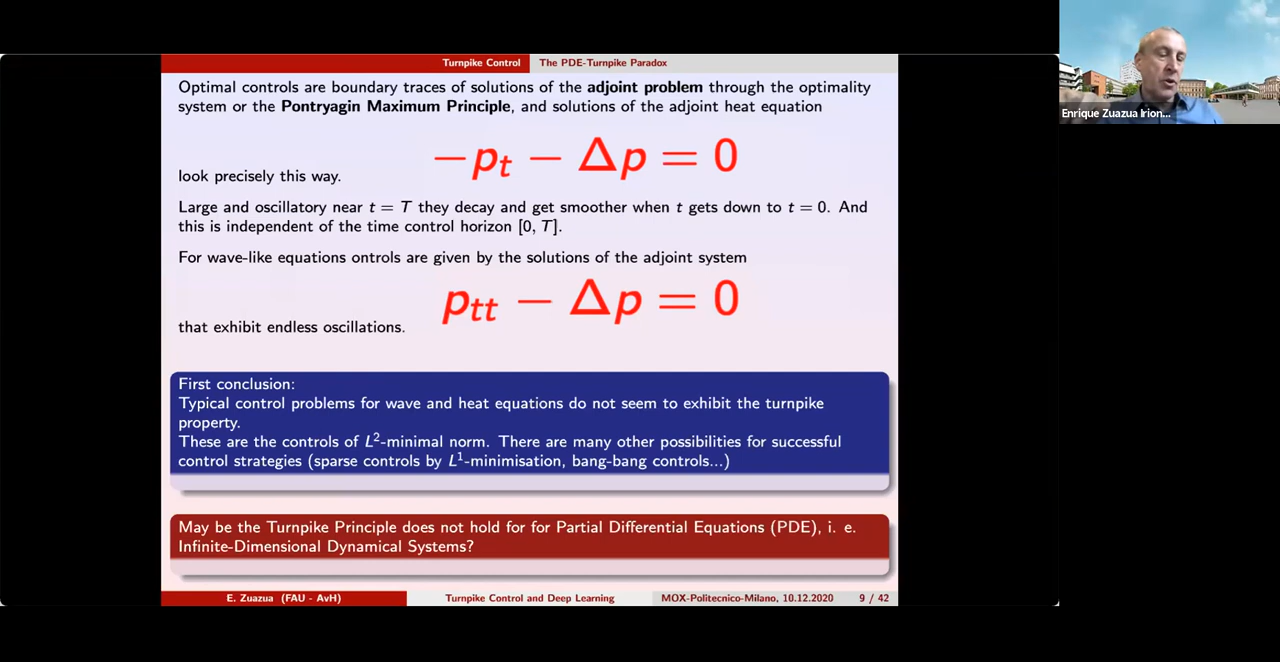 Turnpike Control The PDE-Turnpike Paradox
Optimal controls are boundary traces of solutions of the adjoint problem through the optimality
system or the Pontryagin Maximum Principle, and solutions of the adjoint heat equation
−pt − Δp = 0
look precisely this way.
Large and oscillatory near t = T they decay and get smoother when t gets down to t = 0. And
this is independent of the time control horizon [0, T].
For wave-like equations ontrols are given by the solutions of the adjoint system
ptt − Δp = 0
that exhibit endless oscillations.
First conclusion:
Typical control problems for wave and heat equations do not seem to exhibit the turnpike
property.
These are the controls of L²-minimal norm. There are many other possibilities for successful
control strategies (sparse controls by L¹-minimisation, bang-bang controls...)
May be the Turnpike Principle does not hold for for Partial Differential Equations (PDE), i. e.
Infinite-Dimensional Dynamical Systems?
E. Zuazua (FAU - AvH) Turnpike Control and Deep Learning MOX-Politecnico-Milano, 10.12.2020 9 / 42
Enrique Zuazua Irion...